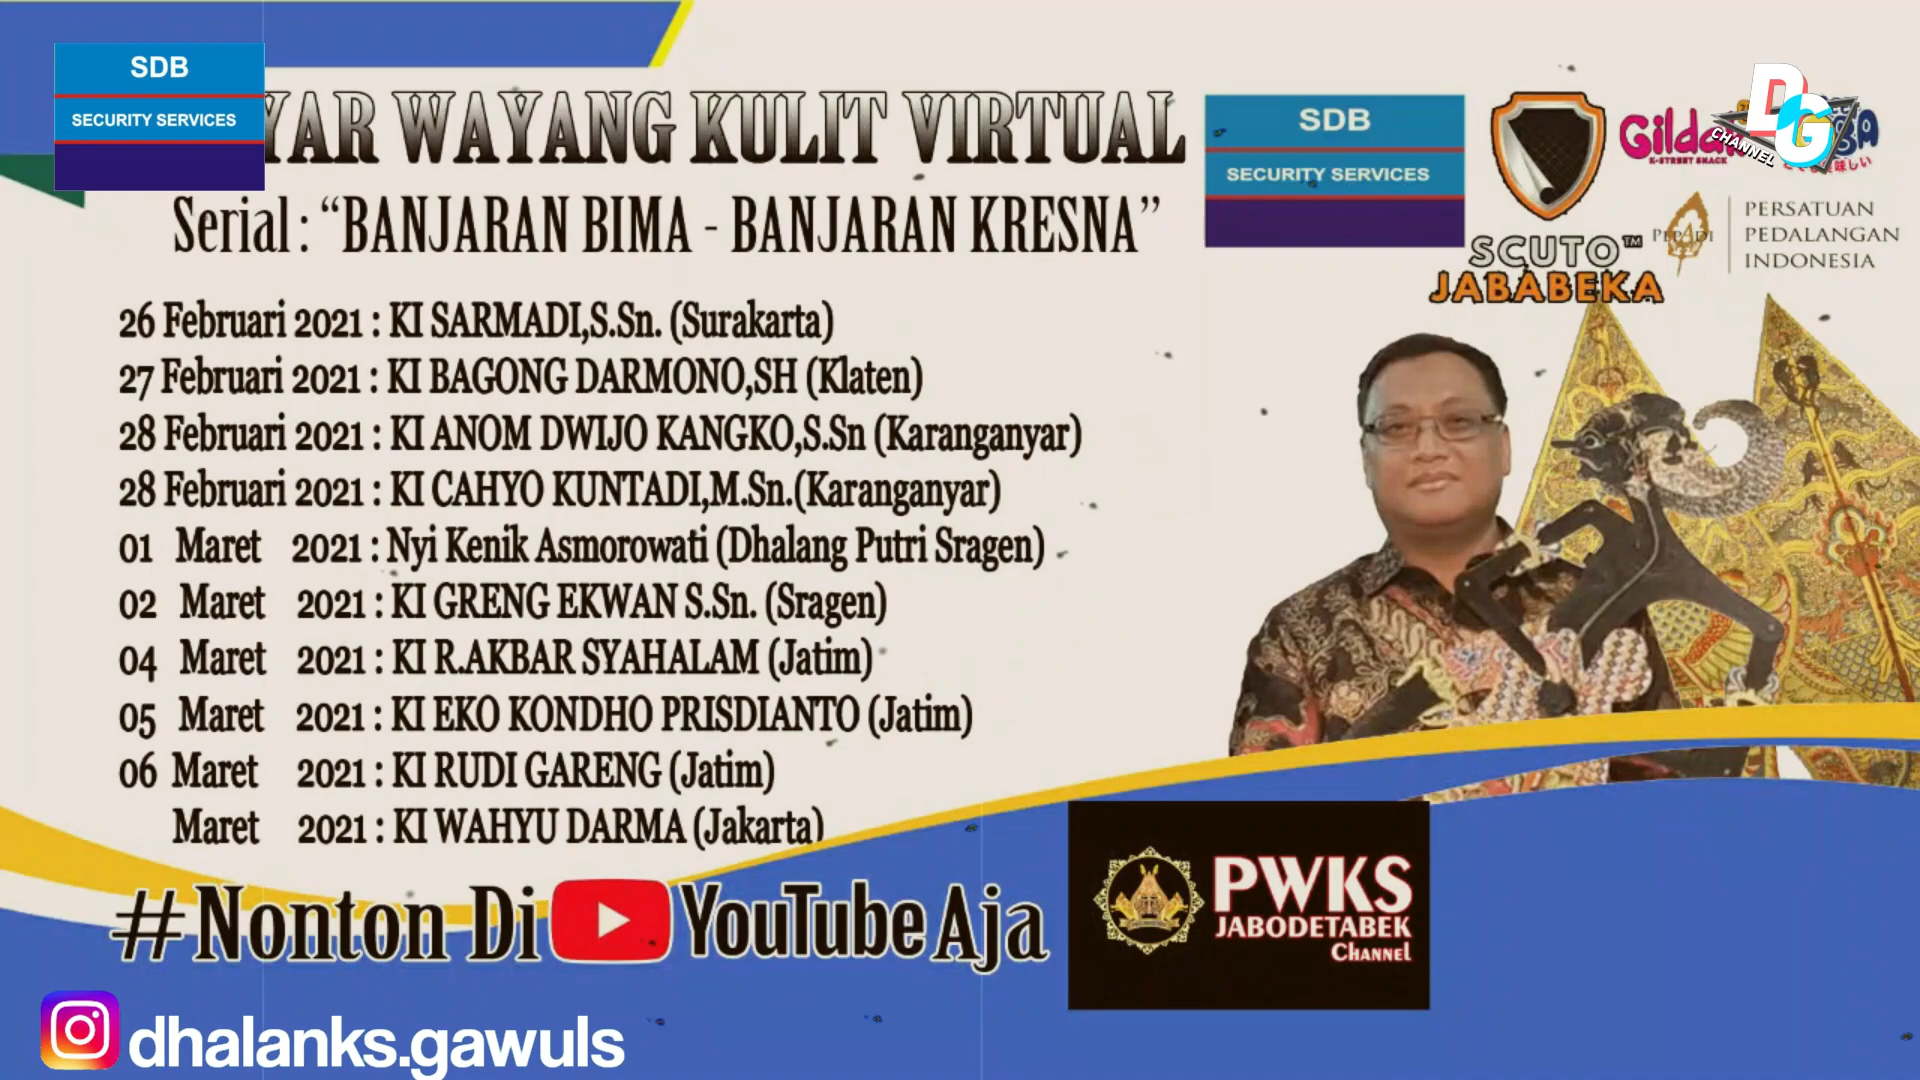 SDB
SECURITY SERVICES
YAR WAYANG KULIT VIRTUAL
Serial : “BANJARAN BIMA - BANJARAN KRESNA”
SDB
SECURITY SERVICES
SCUTO™
JABABEKA
DG
CHANNEL
PEPADI
PERSATUAN
PEDALANGAN
INDONESIA
K-STREET SNACK
26 Februari 2021 : KI SARMADI,S.Sn. (Surakarta)
27 Februari 2021 : KI BAGONG DARMONO,SH (Klaten)
28 Februari 2021 : KI ANOM DWIJO KANGKO,S.Sn (Karanganyar)
28 Februari 2021 : KI CAHYO KUNTADI,M.Sn.(Karanganyar)
01 Maret 2021 : Nyi Kenik Asmorowati (Dhalang Putri Sragen)
02 Maret 2021 : KI GRENG EKWAN S.Sn. (Sragen)
04 Maret 2021 : KI R.AKBAR SYAHALAM (Jatim)
05 Maret 2021 : KI EKO KONDHO PRISDIANTO (Jatim)
06 Maret 2021 : KI RUDI GARENG (Jatim)
Maret 2021 : KI WAHYU DARMA (Jakarta)
#Nonton Di YouTube Aja
PWKS
JABODETABEK
Channel
dhalanks.gawuls